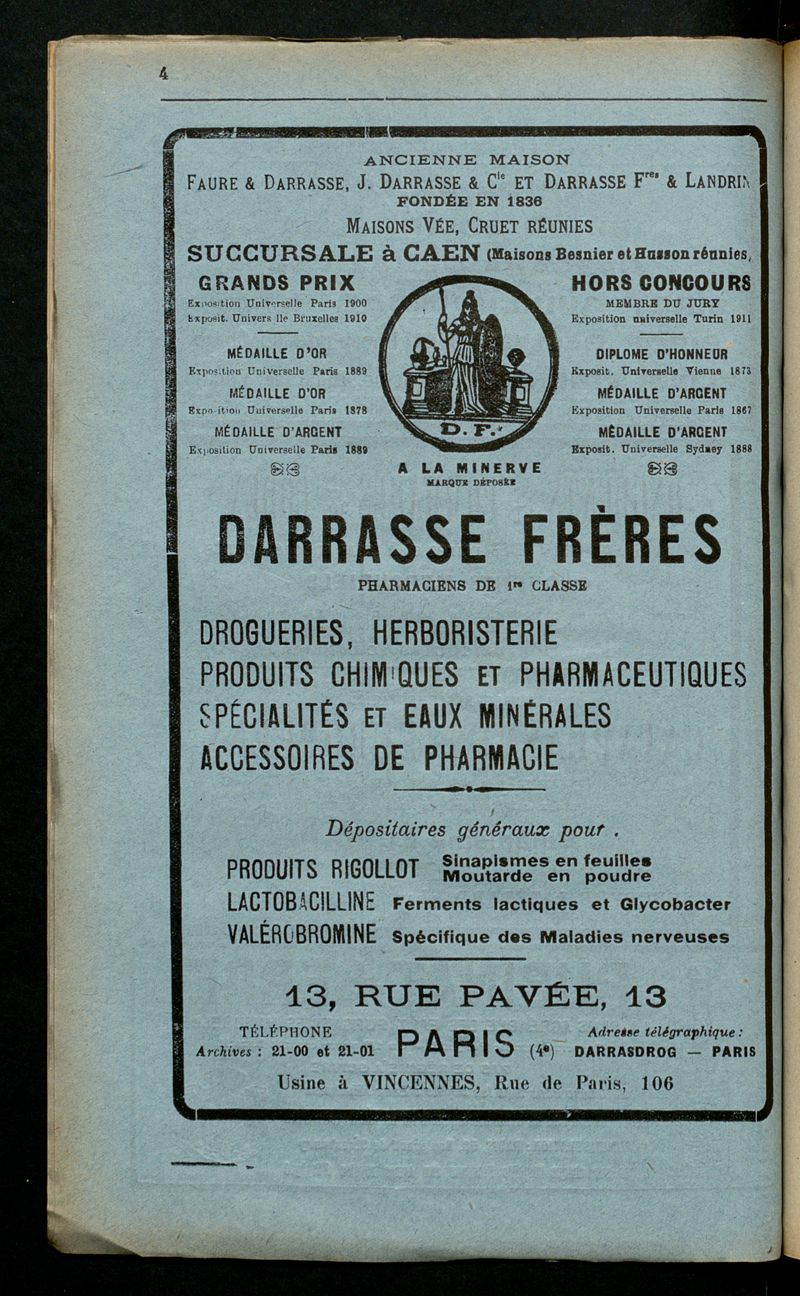 4
ANCIENNE MAISON
FAURE & DARRASSE, J. DARRASSE & Cie ET DARRASSE Fres & LANDRIN
FONDÉE EN 1836
MAISONS VÉE, CRUET RÉUNIES
SUCCURSALE à CAEN (Maisons Besnier et Husson réunies,
GRANDS PRIX
Exposition Universelle Paris 1900
Exposit. Univers lle Bruxelles 1910
MÉDAILLE D'OR
Exposition Universelle Paris 1889
MÉDAILLE D'OR
Expo ition Universelle Paris 1878
MÉDAILLE D'ARGENT
Exposition Universelle Paris 1889
HORS CONCOURS
MEMBRE DU JURY
Exposition universelle Turin 1911
DIPLOME D'HONNEUR
Exposit. Universelle Vienne 1873
MÉDAILLE D'ARGENT
Exposition Universelle Paris 1867
MÉDAILLE D'ARGENT
Exposit. Universelle Sydney 1888
D. F.
A LA MINERVE
MARQUE DÉPOSÉE
DARRASSE FRÈRES
PHARMACIENS DE 1re CLASSE
DROGUERIES, HERBORISTERIE
PRODUITS CHIMIQUES ET PHARMACEUTIQUES
SPÉCIALITÉS ET EAUX MINÉRALES
ACCESSOIRES DE PHARMACIE
Dépositaires généraux pour .
PRODUITS RIGOLLOT Sinapismes en feuilles
Moutarde en poudre
LACTOBACILLINE Ferments lactiques et Glycobacter
VALÉROBROMINE Spécifique des Maladies nerveuses
13, RUE PAVÉE, 13
TÉLÉPHONE
Archives : 21-00 et 21-01
PARIS (4e)
Adresse télégraphique :
DARRASDROG — PARIS
Usine à VINCENNES, Rue de Paris, 106